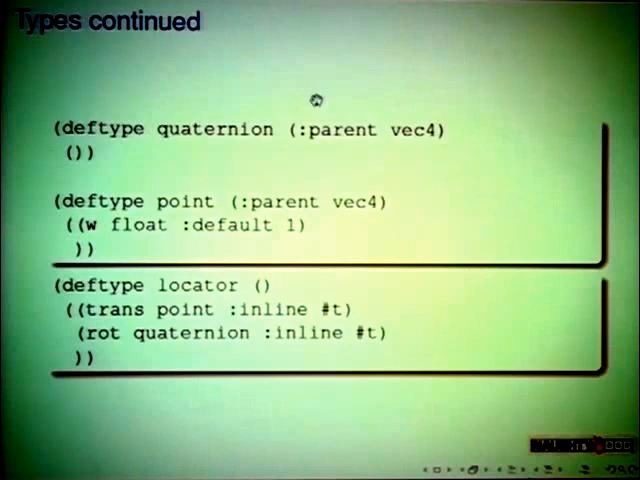 Types continued
(deftype quaternion (:parent vec4)
())
(deftype point (:parent vec4)
((w float :default 1)
))
(deftype locator ()
((trans point :inline #t)
(rot quaternion :inline #t)
))